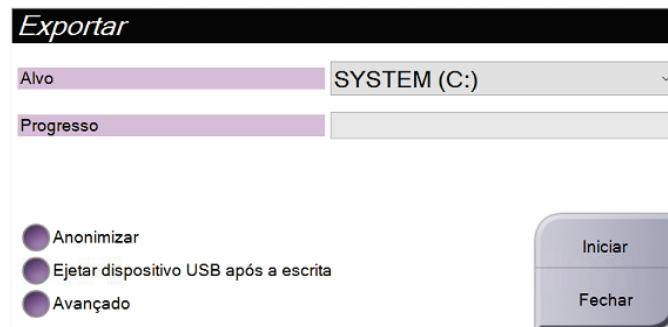 Exportar
Alvo
SYSTEM (C:)
Progresso
Anonimizar
Ejetar dispositivo USB após a escrita
Avançado
Iniciar
Fechar